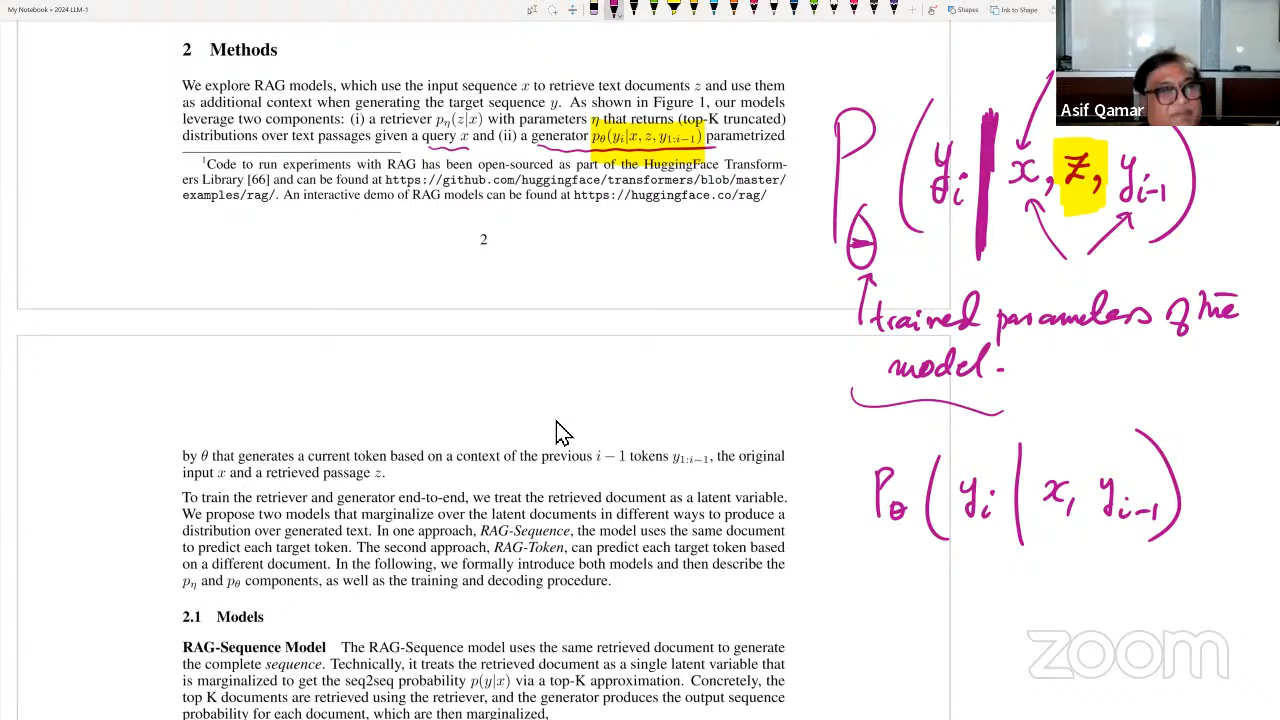 My Notebook • 2024 LLM-1
Shapes
Ink to Shape
2 Methods
We explore RAG models, which use the input sequence x to retrieve text documents z and use them
as additional context when generating the target sequence y. As shown in Figure 1, our models
leverage two components: (i) a retriever pη(z|x) with parameters η that returns (top-K truncated)
distributions over text passages given a query x and (ii) a generator pθ(yi|x, z, y1:i−1) parametrized
1Code to run experiments with RAG has been open-sourced as part of the HuggingFace Transform-
ers Library [66] and can be found at https://github.com/huggingface/transformers/blob/master/
examples/rag/. An interactive demo of RAG models can be found at https://huggingface.co/rag/
2
by θ that generates a current token based on a context of the previous i − 1 tokens y1:i−1, the original
input x and a retrieved passage z.
To train the retriever and generator end-to-end, we treat the retrieved document as a latent variable.
We propose two models that marginalize over the latent documents in different ways to produce a
distribution over generated text. In one approach, RAG-Sequence, the model uses the same document
to predict each target token. The second approach, RAG-Token, can predict each target token based
on a different document. In the following, we formally introduce both models and then describe the
pη and pθ components, as well as the training and decoding procedure.
2.1 Models
RAG-Sequence Model The RAG-Sequence model uses the same retrieved document to generate
the complete sequence. Technically, it treats the retrieved document as a single latent variable that
is marginalized to get the seq2seq probability p(y|x) via a top-K approximation. Concretely, the
top K documents are retrieved using the retriever, and the generator produces the output sequence
probability for each document, which are then marginalized,
Asif Qamar
Pθ(yi | x, z, yi-1)
trained parameters of the
model.
Pθ(yi | x, yi-1)
zoom